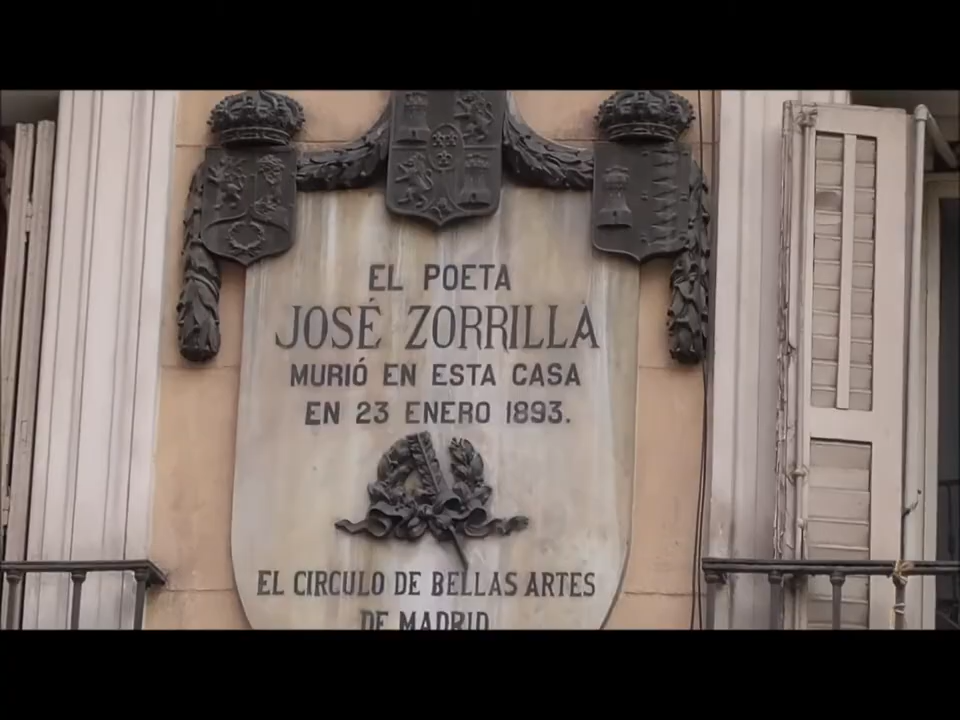 EL POETA
JOSÉ ZORRILLA
MURIÓ EN ESTA CASA
EN 23 ENERO 1893.
EL CIRCULO DE BELLAS ARTES
DE MADRID